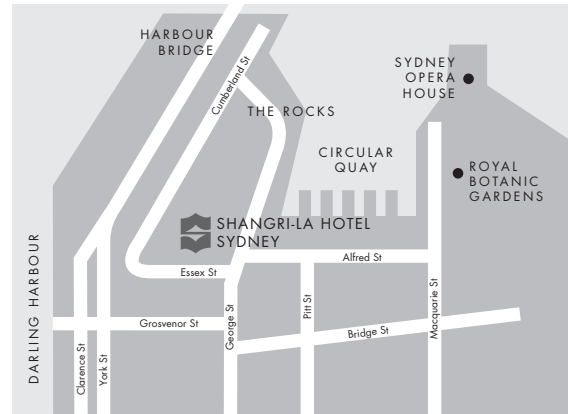 HARBOUR
BRIDGE
Cumberland St
THE ROCKS
SYDNEY
OPERA
HOUSE
CIRCULAR
QUAY
ROYAL
BOTANIC
GARDENS
SHANGRI-LA HOTEL
SYDNEY
DARLING HARBOUR
Alfred St
Essex St
Grosvenor St
George St
Pitt St
Macquarie St
Bridge St
Clarence St
York St